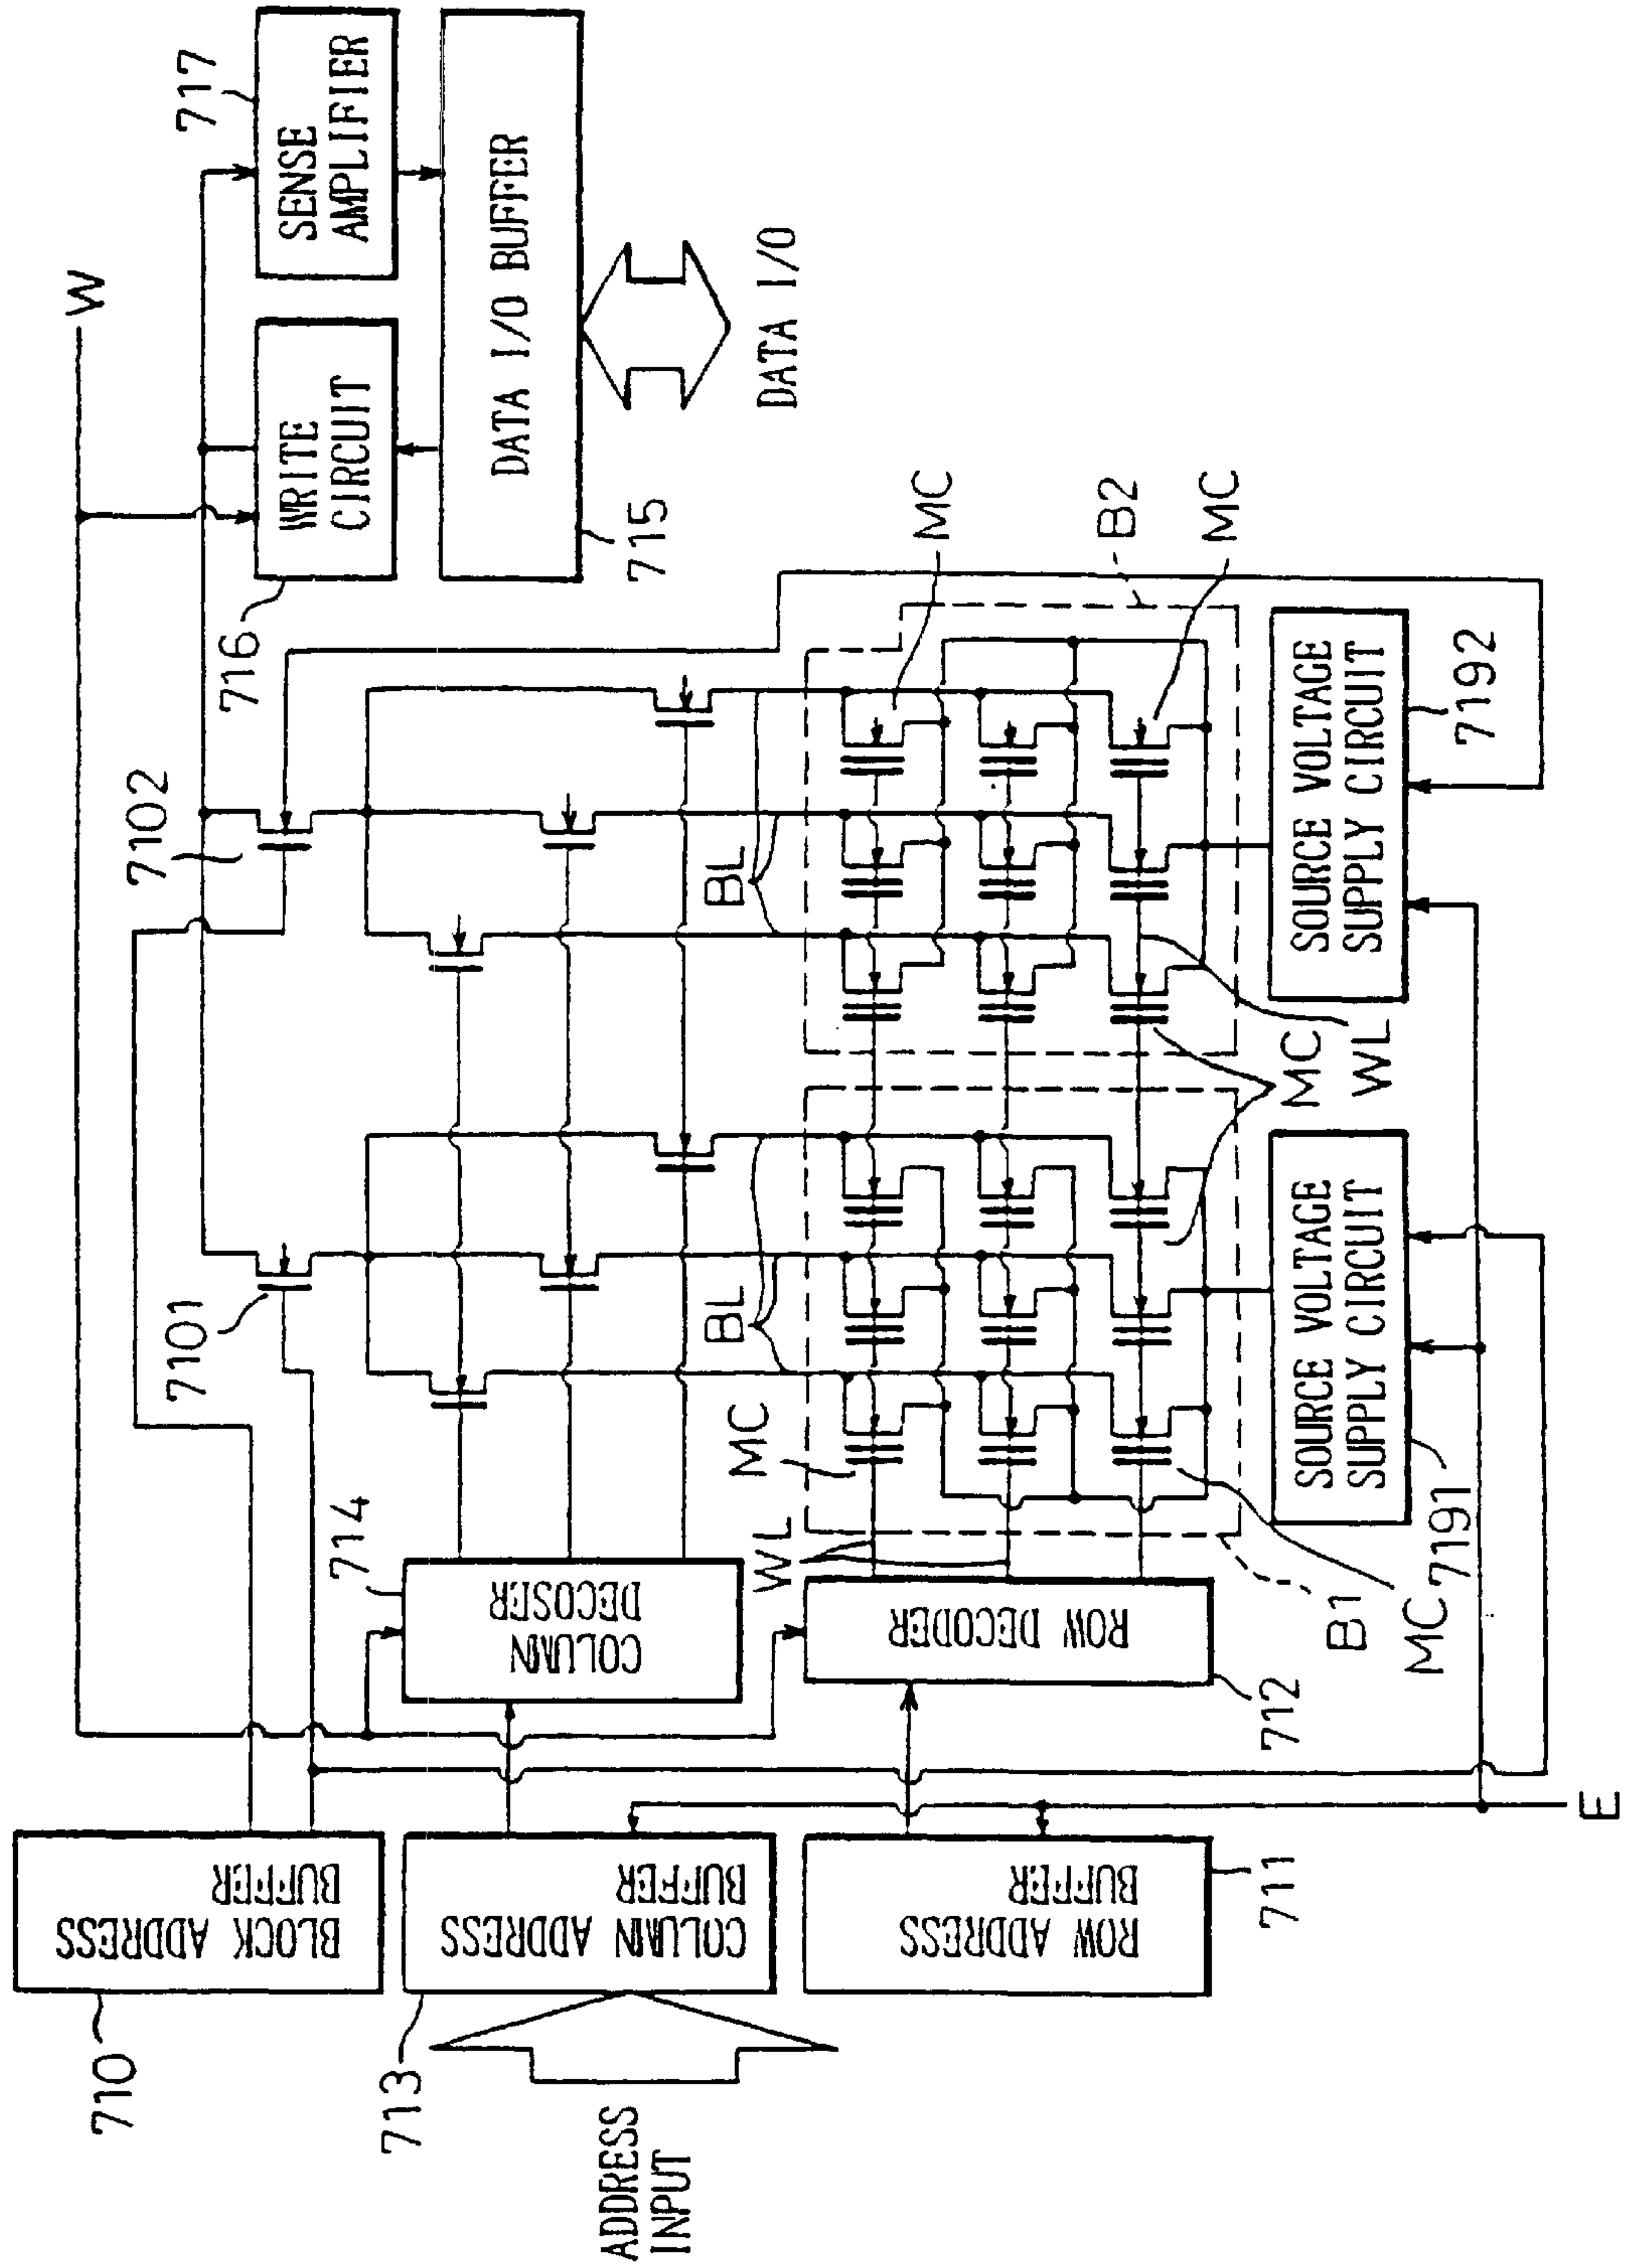 W
717
SENSE
AMPLIFIER
WRITE
CIRCUIT
716
DATA I/O BUFFER
715
DATA I/O
7102
7101
BLOCK ADDRESS
BUFFER
710
COLUMN
DECOSER
714
COLUMN ADDRESS
BUFFER
713
ADDRESS
INPUT
ROW ADDRESS
BUFFER
711
ROW DECODER
712
WL
BL
BL
MC
MC
MC
MC
MC
WL
B1
B2
SOURCE VOLTAGE
SUPPLY CIRCUIT
7191
SOURCE VOLTAGE
SUPPLY CIRCUIT
7192
E